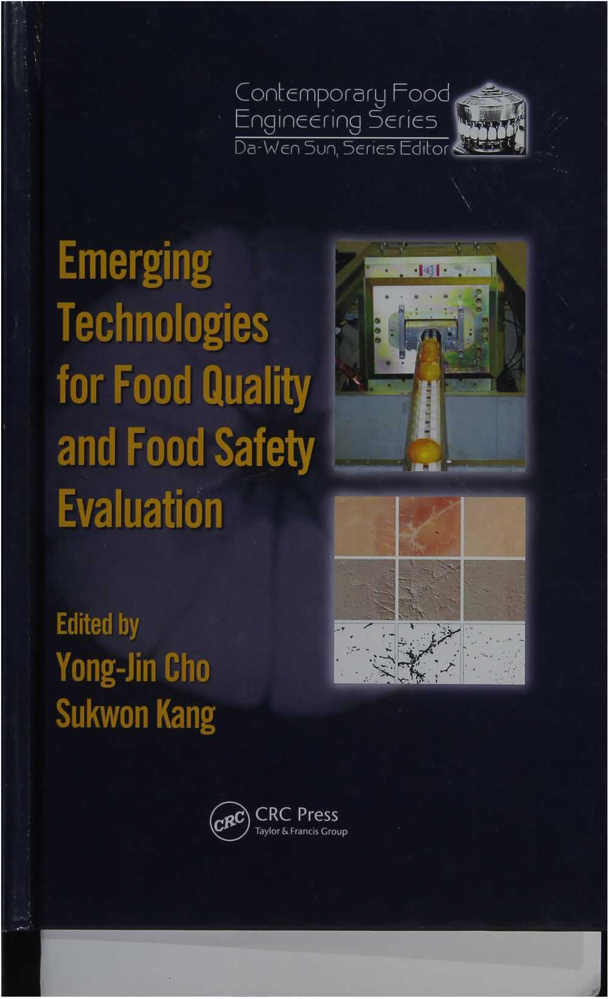 Contemporary Food
Engineering Series
Da-Wen Sun, Series Editor
Emerging
Technologies
for Food Quality
and Food Safety
Evaluation
Edited by
Yong-Jin Cho
Sukwon Kang
CRC CRC Press
Taylor & Francis Group